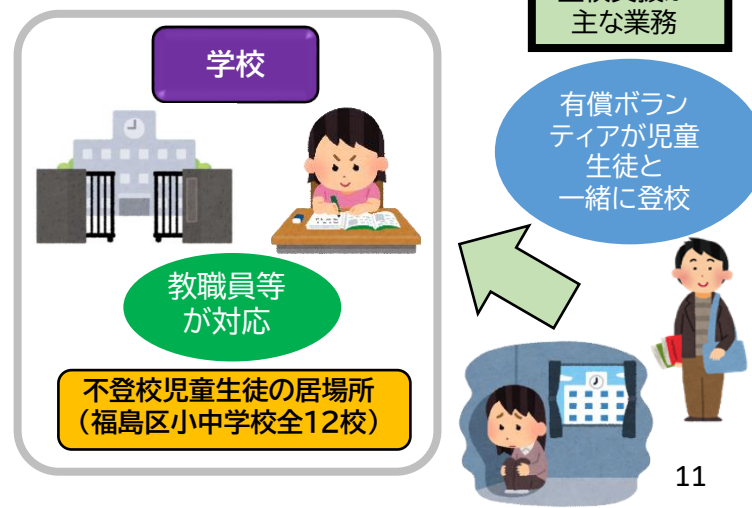 学校
教職員等
が対応
不登校児童生徒の居場所
(福島区小中学校全12校)
主な業務
有償ボラン
ティアが児童
生徒と
一緒に登校
11